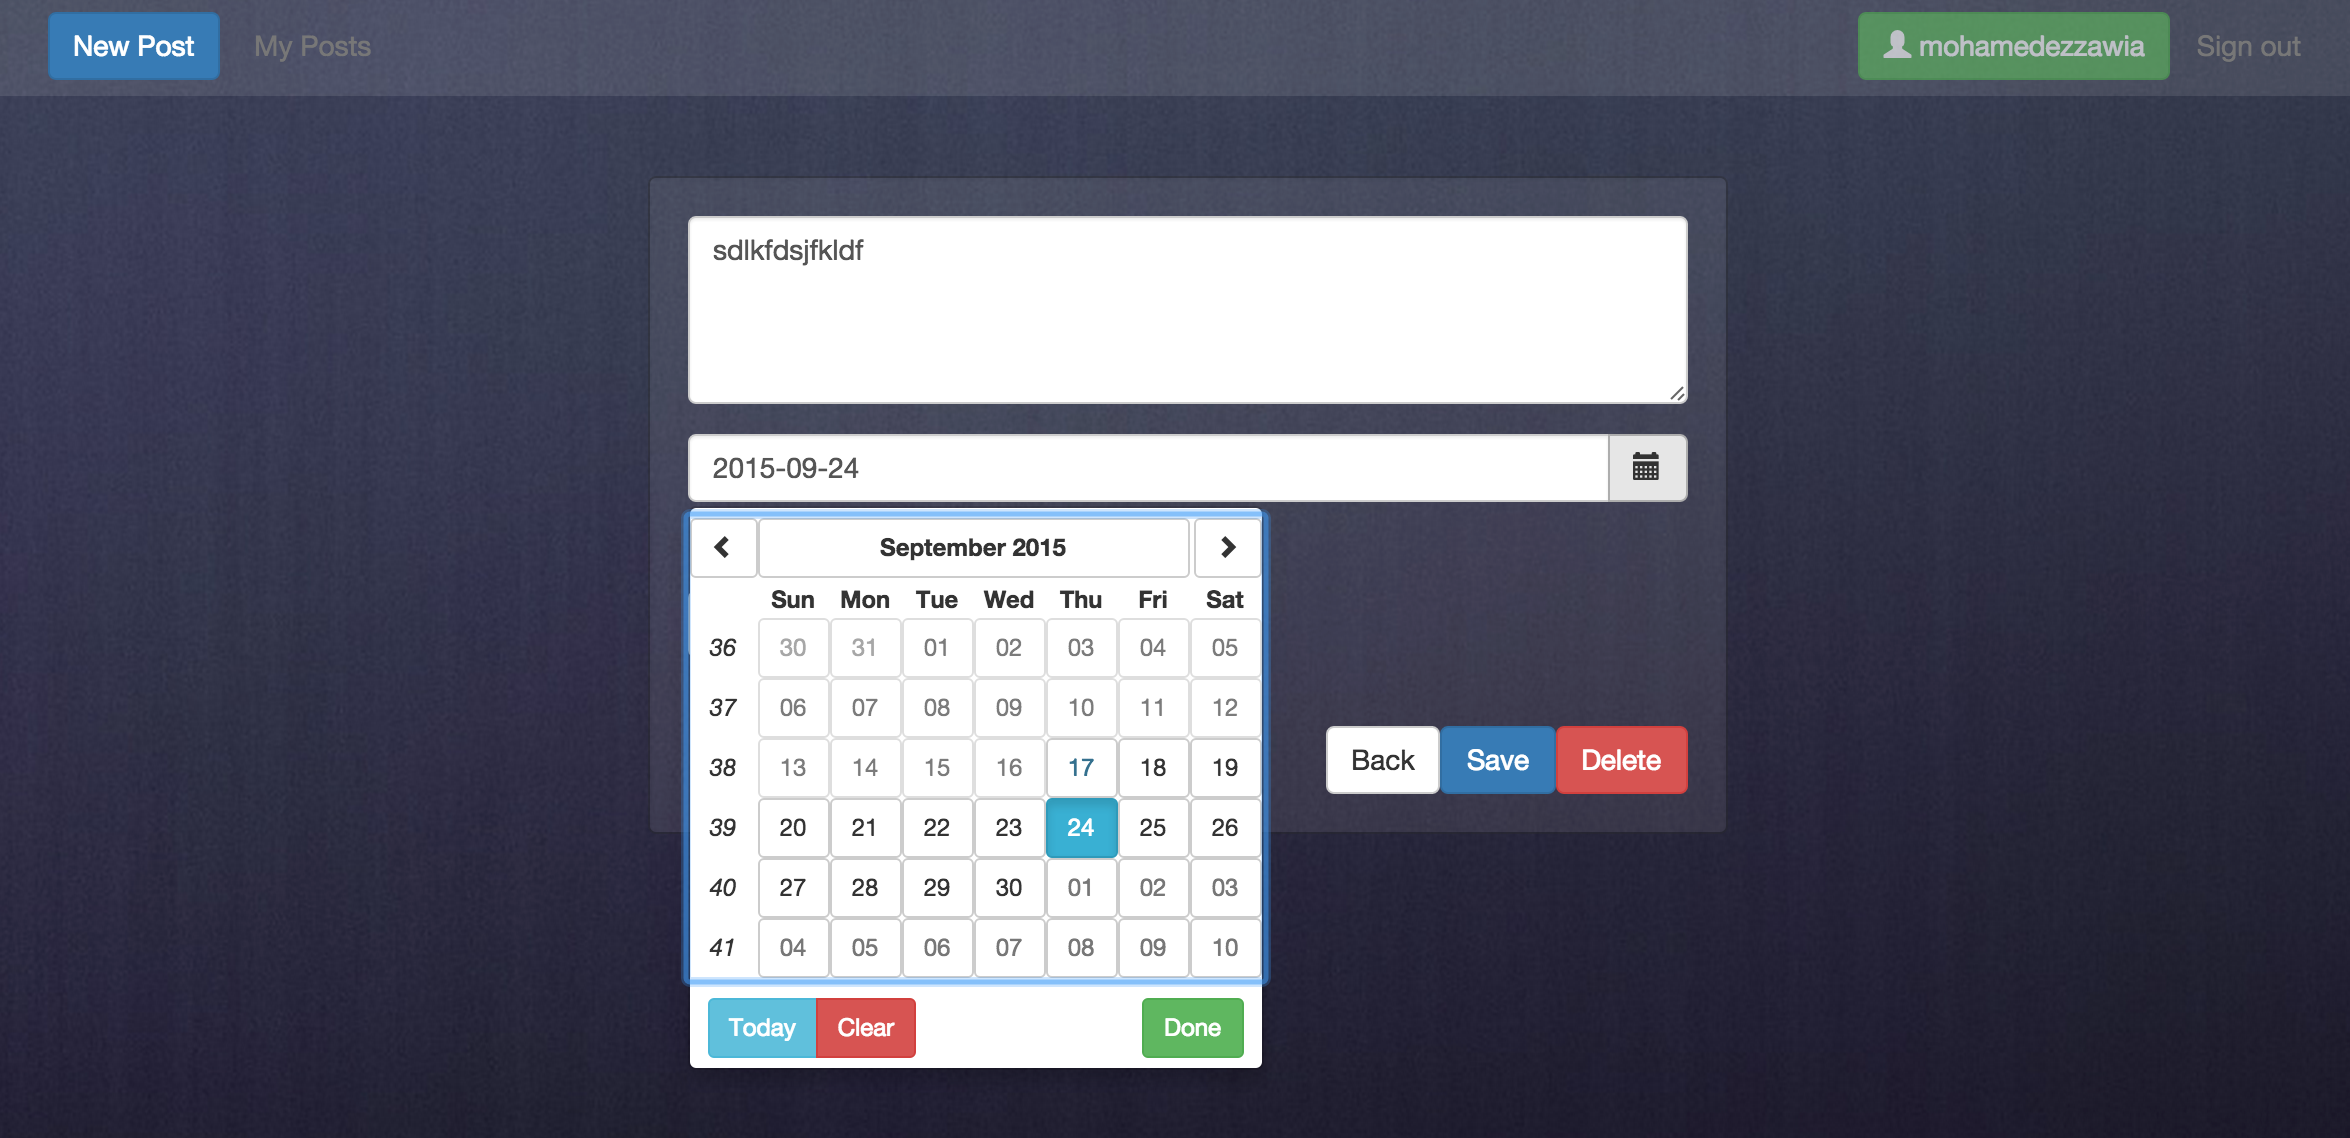 New Post My Posts mohamedezzawia Sign out
sdlkfdsjfkldf
2015-09-24
September 2015
Sun Mon Tue Wed Thu Fri Sat
36 30 31 01 02 03 04 05
37 06 07 08 09 10 11 12
38 13 14 15 16 17 18 19
39 20 21 22 23 24 25 26
40 27 28 29 30 01 02 03
41 04 05 06 07 08 09 10
Back Save Delete
Today Clear Done